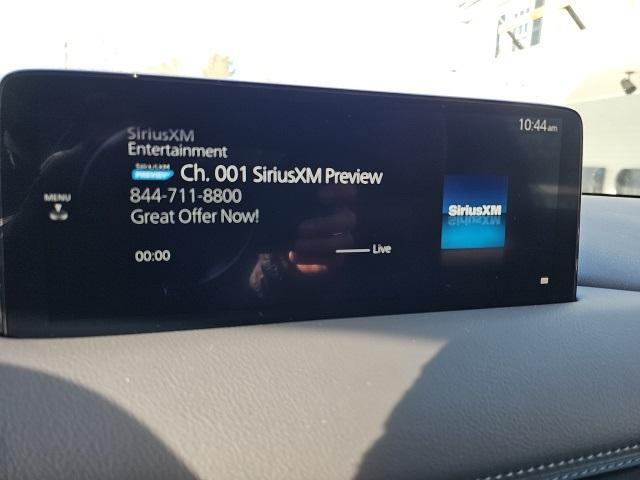 10:44am
SiriusXM
Entertainment
SiriusXM PREVIEW Ch. 001 SiriusXM Preview
844-711-8800
Great Offer Now!
MENU
00:00
Live
SiriusXM